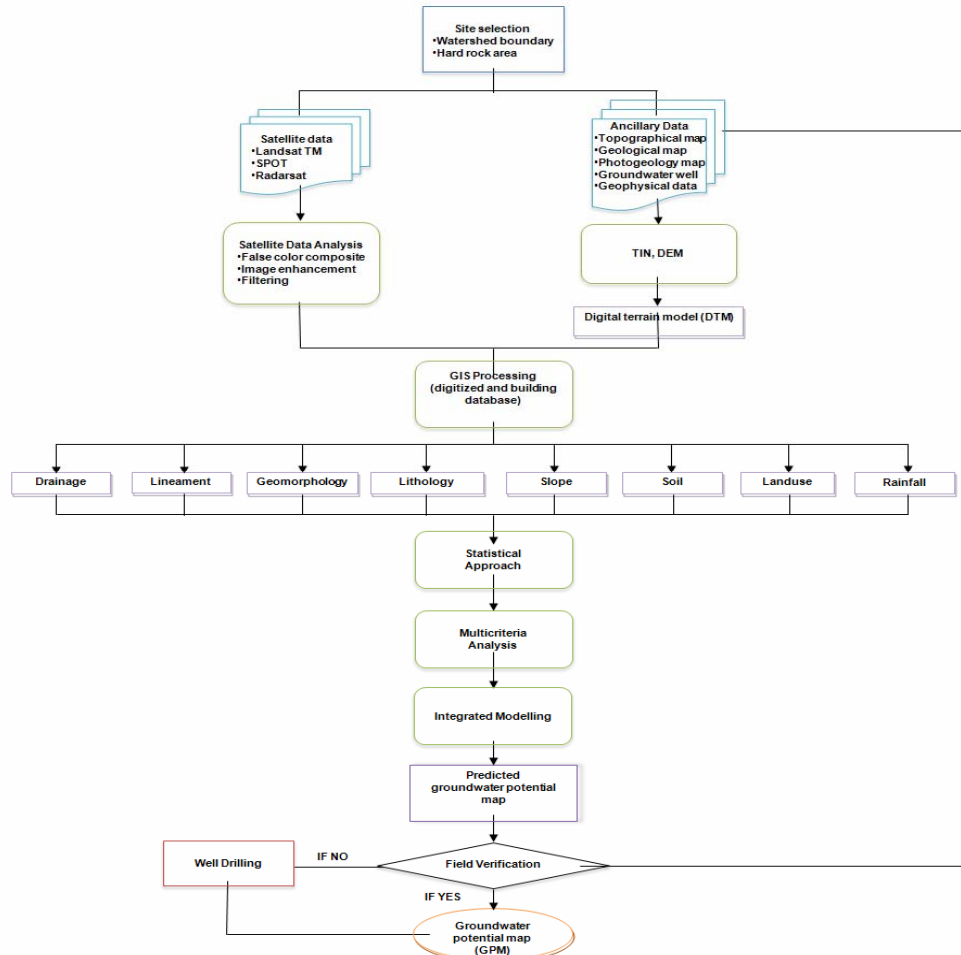 Site selection
•Watershed boundary
•Hard rock area
Satellite data
•Landsat TM
•SPOT
•Radarsat
Ancillary Data
•Topographical map
•Geological map
•Photogeology map
•Groundwater well
•Geophysical data
Satellite Data Analysis
•False color composite
•Image enhancement
•Filtering
TIN, DEM
Digital terrain model (DTM)
GIS Processing
(digitized and building
database)
Drainage
Lineament
Geomorphology
Lithology
Slope
Soil
Landuse
Rainfall
Statistical
Approach
Multicriteria
Analysis
Integrated Modelling
Predicted
groundwater potential
map
Well Drilling
IF NO
Field Verification
IF YES
Groundwater
potential map
(GPM)